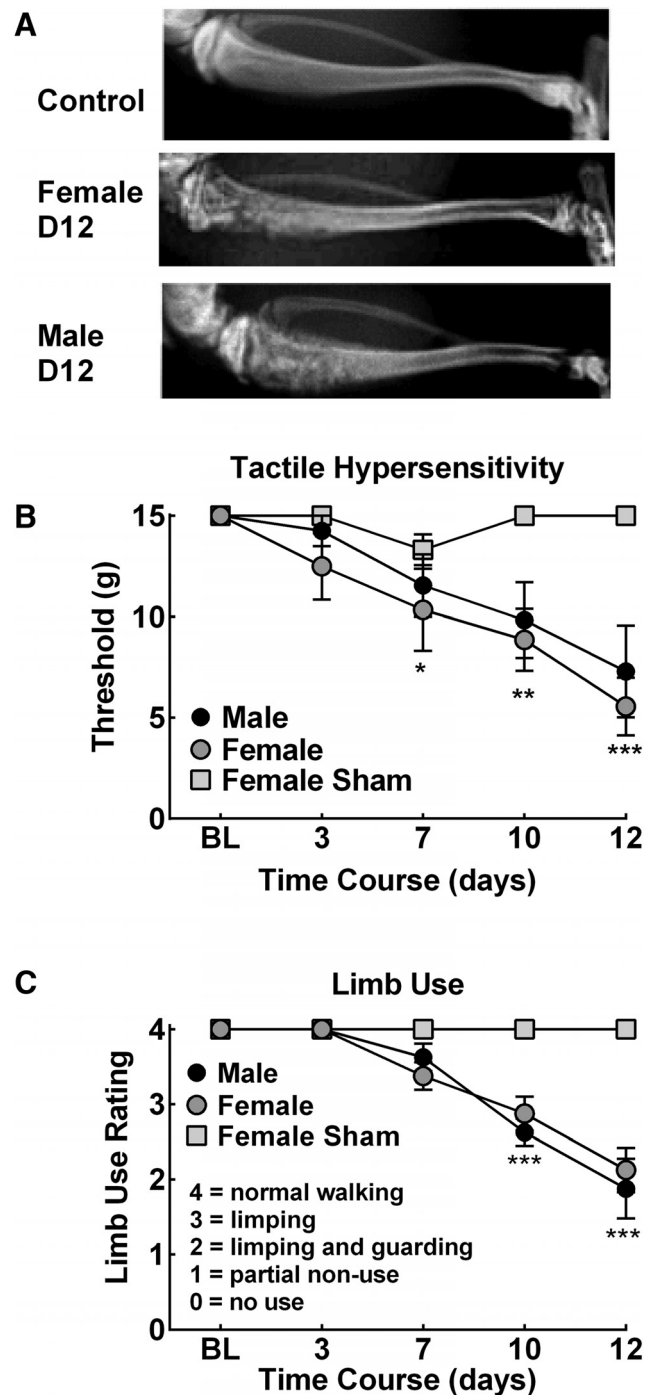 A
Control
Female
D12
Male
D12
Tactile Hypersensitivity
B
Threshold (g)
15
10
5
0
Male
Female
Female Sham
*
**
***
BL 3 7 10 12
Time Course (days)
C
Limb Use
Limb Use Rating
4
3
2
1
0
Male
Female
Female Sham
4 = normal walking
3 = limping
2 = limping and guarding
1 = partial non-use
0 = no use
***
***
BL 3 7 10 12
Time Course (days)